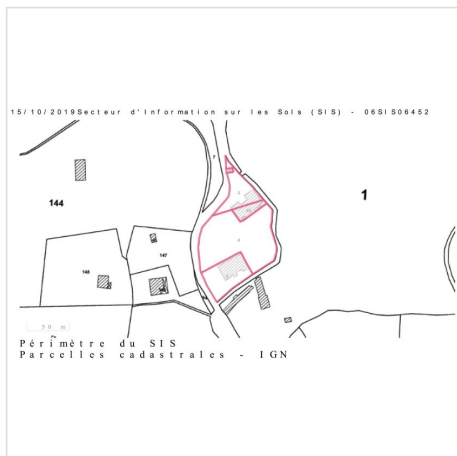 15/10/2019Secteur d'Information sur les Sols (SIS) - 06SIS06452
144
1
147
148
50 m
Périmètre du SIS
Parcelles cadastrales - IGN